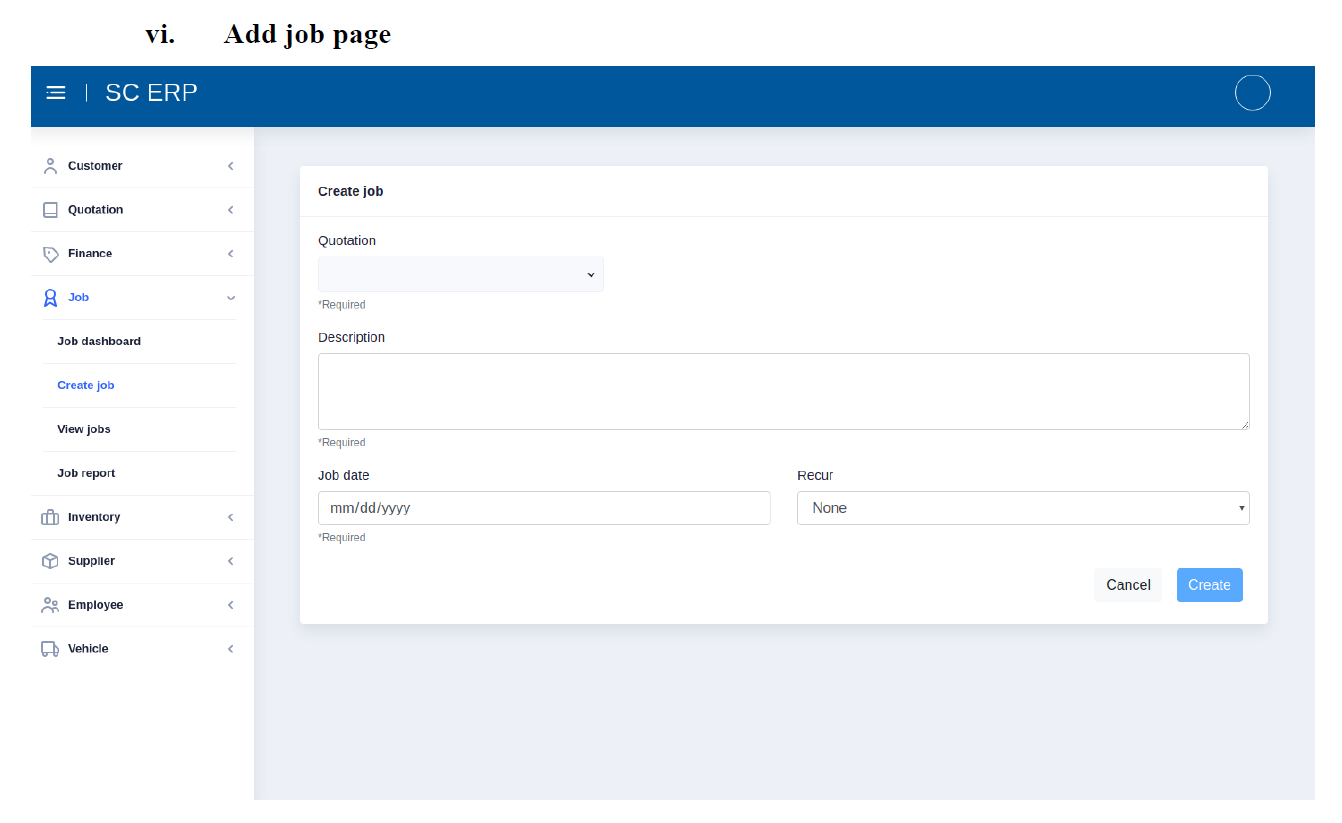 vi. Add job page
SC ERP
Customer
Quotation
Finance
Job
Job dashboard
Create job
View jobs
Job report
Inventory
Supplier
Employee
Vehicle
Create job
Quotation
*Required
Description
*Required
Job date Recur
mm/dd/yyyy None
*Required
Cancel Create